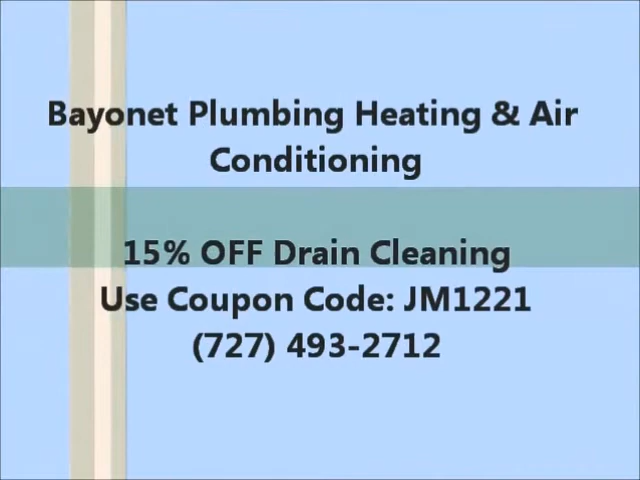 Bayonet Plumbing Heating & Air
Conditioning
15% OFF Drain Cleaning
Use Coupon Code: JM1221
(727) 493-2712